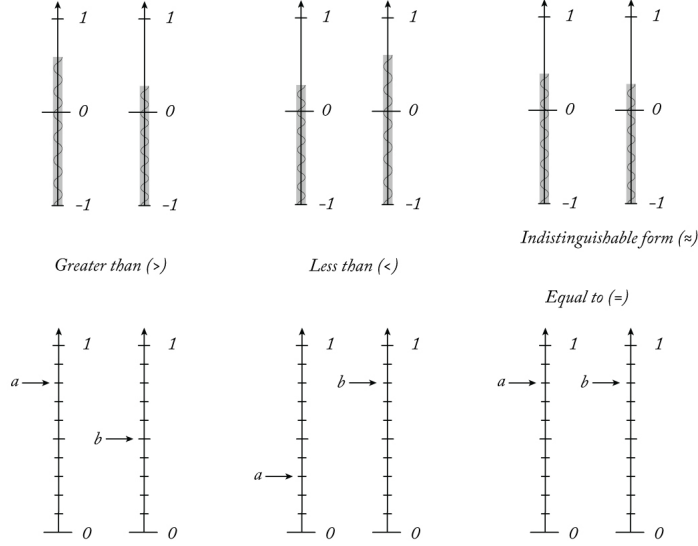 1 1 1 1 1 1
0 0 0 0 0 0
-1 -1 -1 -1 -1 -1
Indistinguishable form (≈)
Greater than (>) Less than (<)
Equal to (=)
1 1 1 1 1 1
a b a b
b
a
0 0 0 0 0 0